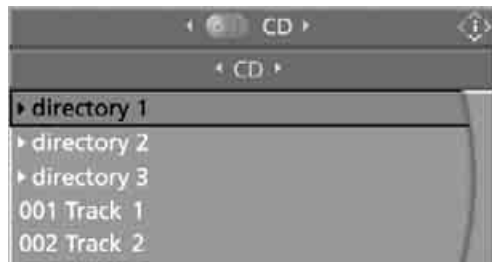 CD
CD
directory 1
directory 2
directory 3
001 Track 1
002 Track 2